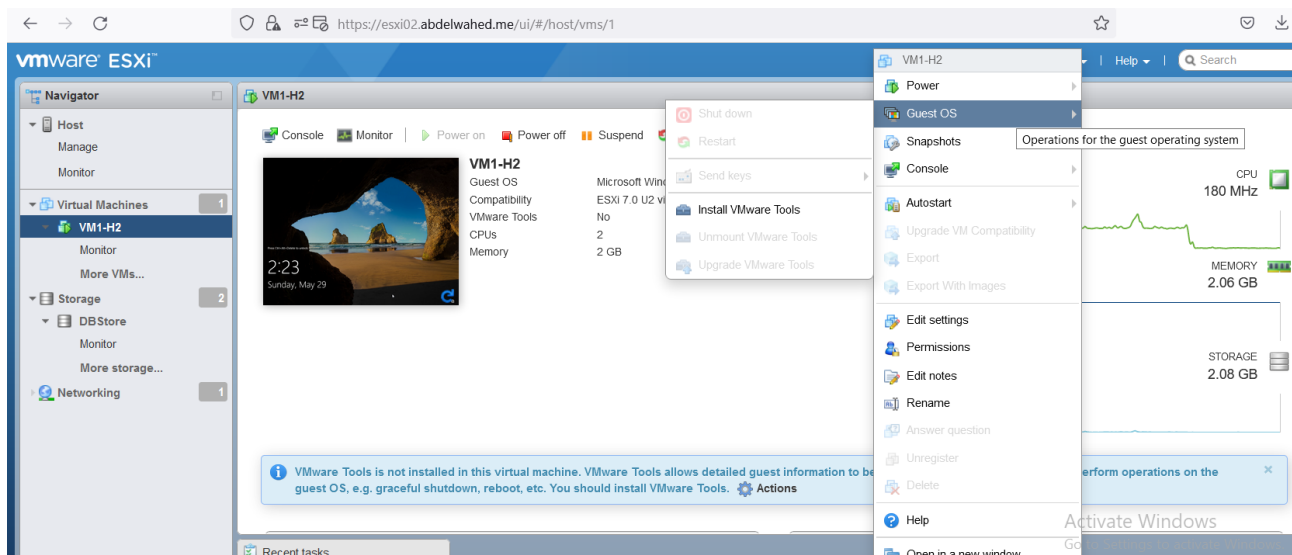 https://esxi02.abdelwahed.me/ui/#/host/vms/1
vmware ESXi™
VM1-H2
Help
Search
Navigator
Host
Manage
Monitor
Virtual Machines 1
VM1-H2
Monitor
More VMs...
Storage 2
DBStore
Monitor
More storage...
Networking 1
VM1-H2
Console Monitor Power on Power off Suspend
2:23
Sunday, May 29
VM1-H2
Guest OS Microsoft Wind
Compatibility ESXi 7.0 U2 vi
VMware Tools No
CPUs 2
Memory 2 GB
Shut down
Restart
Send keys
Install VMware Tools
Unmount VMware Tools
Upgrade VMware Tools
Power
Guest OS
Operations for the guest operating system
Snapshots
Console
Autostart
Upgrade VM Compatibility
Export
Export With Images
Edit settings
Permissions
Edit notes
Rename
Answer question
Unregister
Delete
Help
Open in a new window
CPU
180 MHz
MEMORY
2.06 GB
STORAGE
2.08 GB
VMware Tools is not installed in this virtual machine. VMware Tools allows detailed guest information to be erform operations on the
guest OS, e.g. graceful shutdown, reboot, etc. You should install VMware Tools. Actions
Activate Windows
Recent tasks